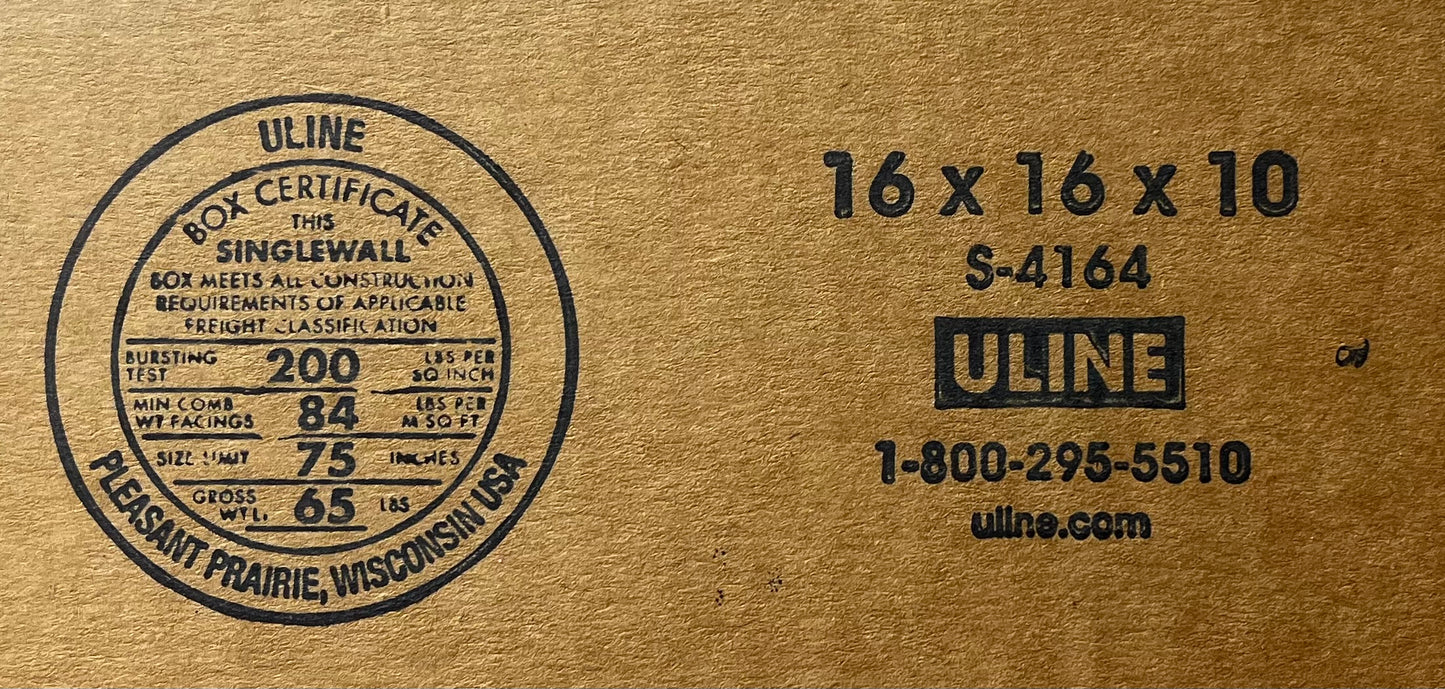 ULINE
BOX CERTIFICATE
THIS
SINGLEWALL
BOX MEETS ALL CONSTRUCTION
REQUIREMENTS OF APPLICABLE
FREIGHT CLASSIFICATION
BURSTING TEST 200 LBS PER SQ INCH
MIN COMB WT FACINGS 84 LBS PER M SQ FT
SIZE LIMIT 75 INCHES
GROSS WT L. 65 LBS
PLEASANT PRAIRIE, WISCONSIN USA
16 x 16 x 10
S-4164
ULINE
1-800-295-5510
uline.com